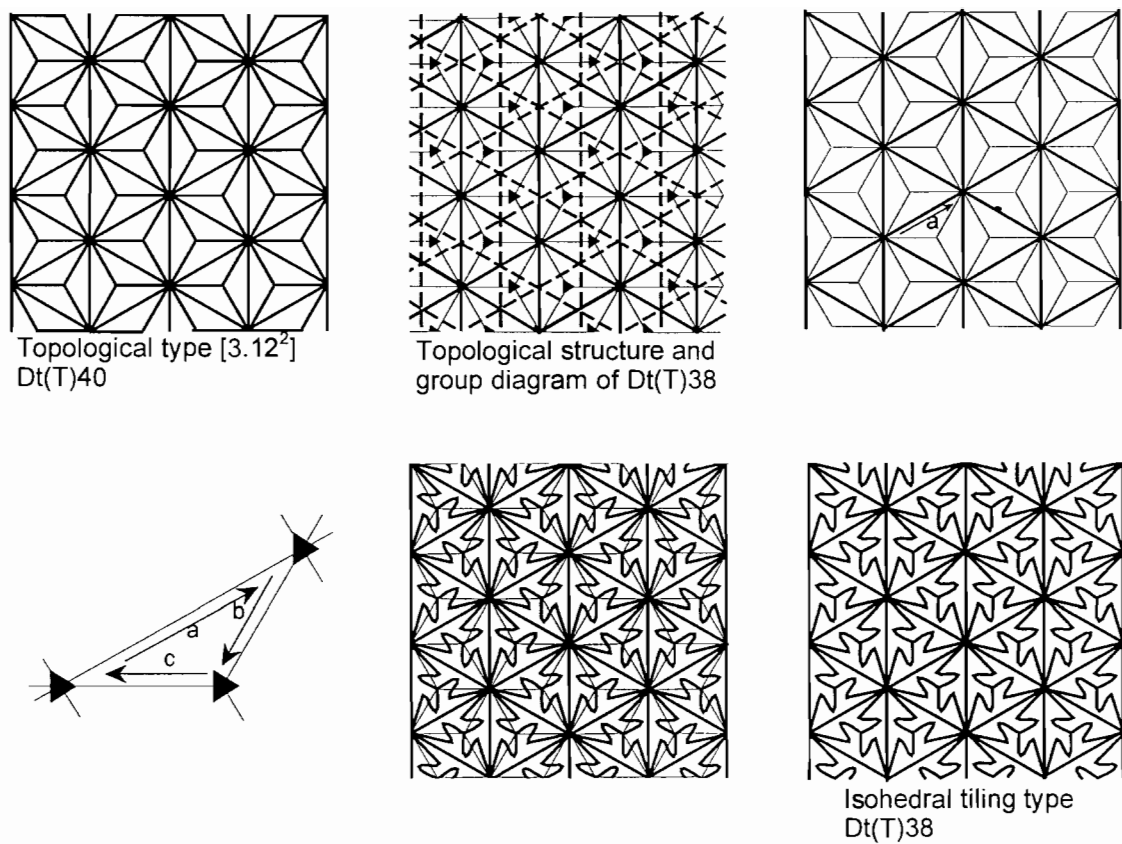 Topological type [3.12²]
Dt(T)40
Topological structure and
group diagram of Dt(T)38
a
a
b
c
Isohedral tiling type
Dt(T)38